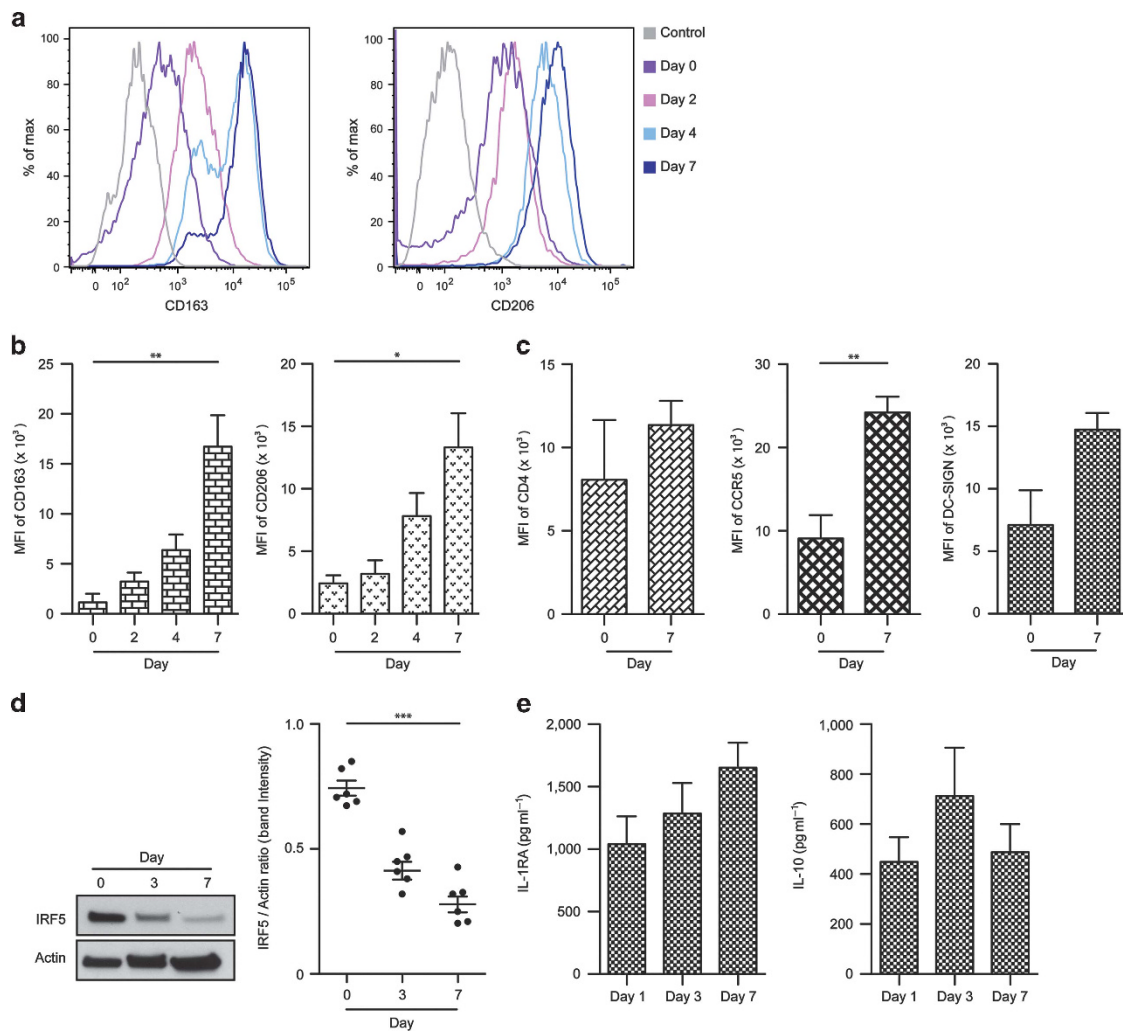 a
100
80
60
40
20
0
% of max
0 10² 10³ 10⁴ 10⁵
CD163
100
80
60
40
20
0
% of max
0 10² 10³ 10⁴ 10⁵
CD206
Control
Day 0
Day 2
Day 4
Day 7
b
25
20
15
10
5
0
MFI of CD163 (x 10³)
**
0 2 4 7
Day
20
15
10
5
0
MFI of CD206 (x 10³)
*
0 2 4 7
Day
c
15
10
5
0
MFI of CD4 (x 10³)
0 7
Day
30
20
10
0
MFI of CCR5 (x 10³)
**
0 7
Day
20
15
10
5
0
MFI of DC-SIGN (x 10³)
0 7
Day
d
Day
0 3 7
IRF5
Actin
1.0
0.5
0
IRF5 / Actin ratio (band Intensity)
***
0 3 7
Day
e
2,000
1,500
1,000
500
0
IL-1RA (pg ml⁻¹)
Day 1 Day 3 Day 7
1,000
800
600
400
200
0
IL-10 (pg ml⁻¹)
Day 1 Day 3 Day 7